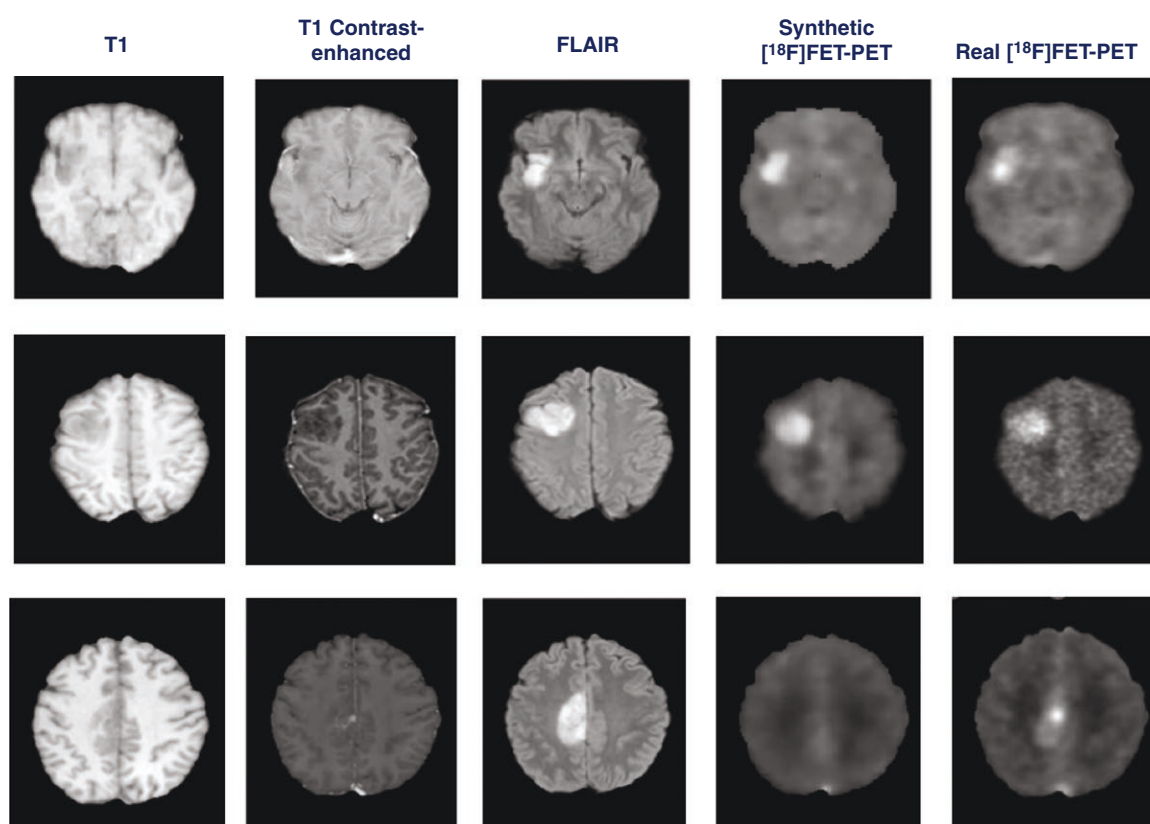 T1
T1 Contrast-
enhanced
FLAIR
Synthetic
[¹⁸F]FET-PET
Real [¹⁸F]FET-PET